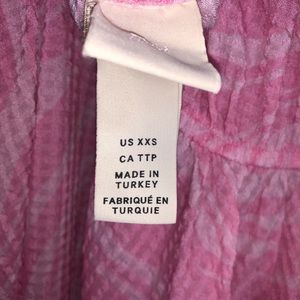 US XXS
CA TTP
MADE IN
TURKEY
FABRIQUÉ EN
TURQUIE